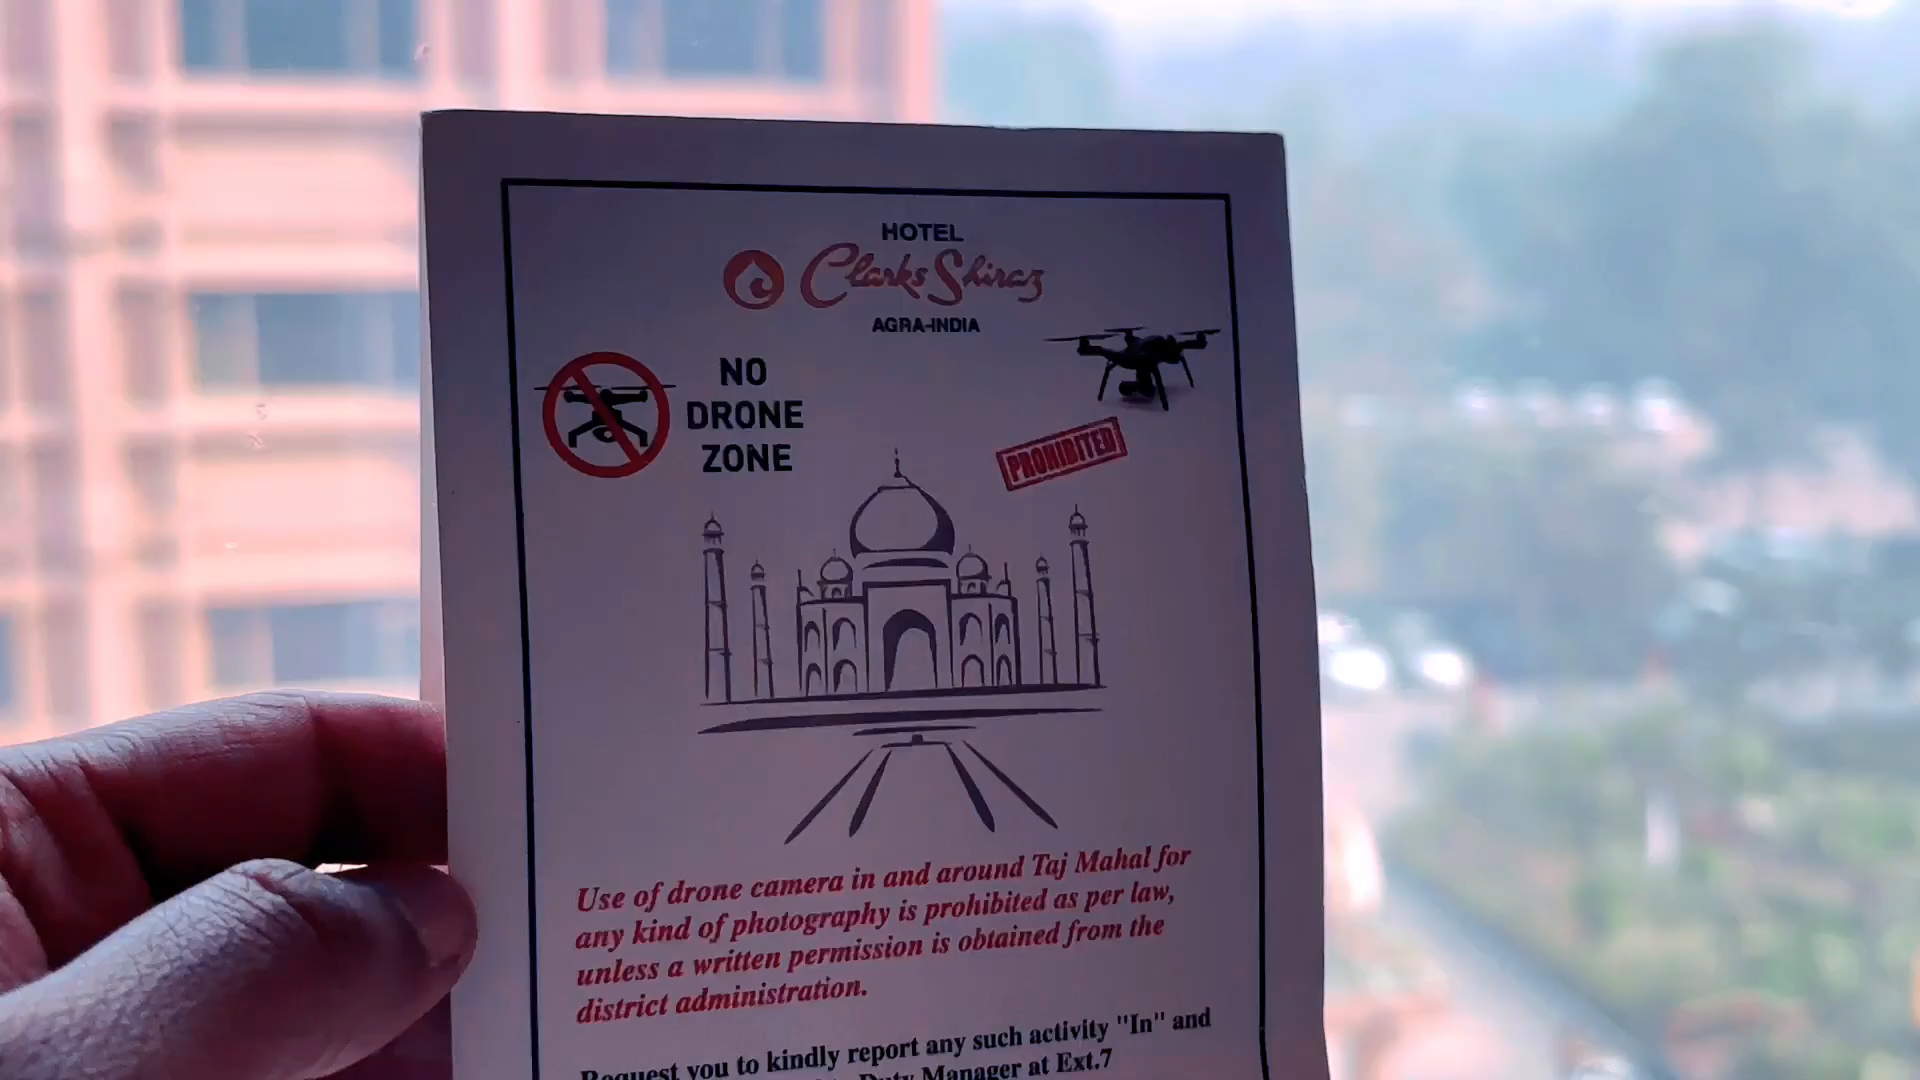 HOTEL
Clarks Shiraz
AGRA-INDIA
NO
DRONE
ZONE
PROHIBITED
Use of drone camera in and around Taj Mahal for
any kind of photography is prohibited as per law,
unless a written permission is obtained from the
district administration.
Request you to kindly report any such activity "In" and
Duty Manager at Ext.7